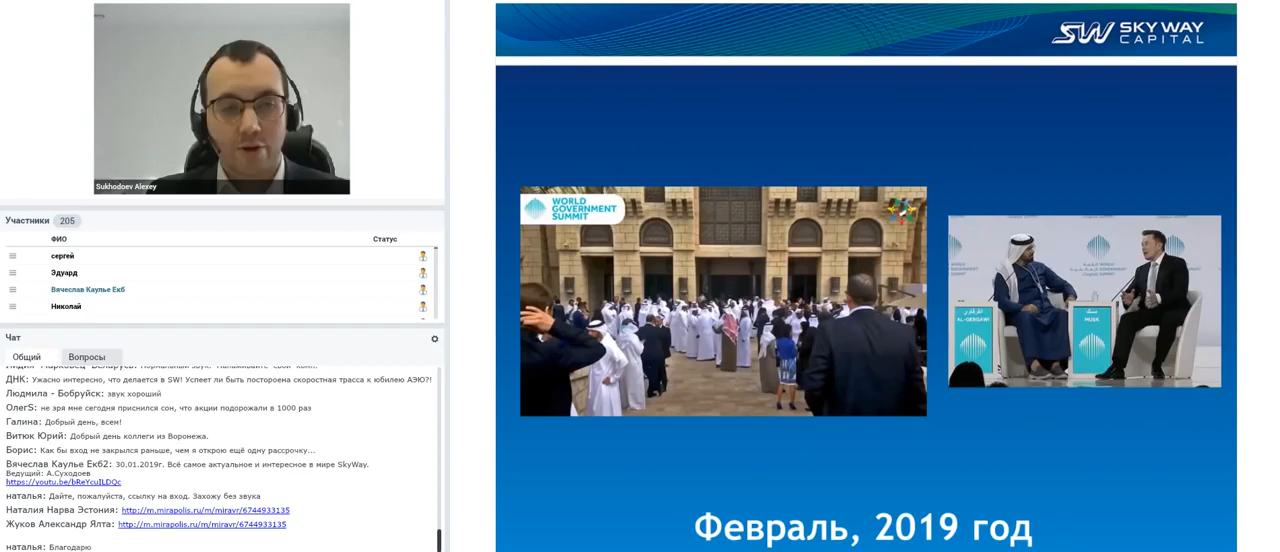 Sukhodoev Alexey
Участники 205
ФИО Статус
сергей
Эдуард
Вячеслав Каулье Екб
Николай
Чат
Общий Вопросы
ДНК: Ужасно интересно, что делается в SW! Успеет ли быть постороена скоростная трасса к юбилею АЭЮ?!
Людмила - Бобруйск: звук хороший
ОлегS: не зря мне сегодня приснился сон, что акции подорожали в 1000 раз
Галина: Добрый день, всем!
Витюк Юрий: Добрый день коллеги из Воронежа.
Борис: Как бы вход не закрылся раньше, чем я открою ещё одну рассрочку...
Вячеслав Каулье Екб2: 30.01.2019г. Всё самое актуальное и интересное в мире SkyWay.
Ведущий: А.Суходоев
https://youtu.be/bReYcuILDQc
наталья: Дайте, пожалуйста, ссылку на вход. Захожу без звука
Наталия Нарва Эстония: http://m.mirapolis.ru/m/miravr/6744933135
Жуков Александр Ялта: http://m.mirapolis.ru/m/miravr/6744933135
наталья: Благодарю
SW SKY WAY
CAPITAL
WORLD
GOVERNMENT
SUMMIT
AL-GERGAWI
MUSK
Февраль, 2019 год